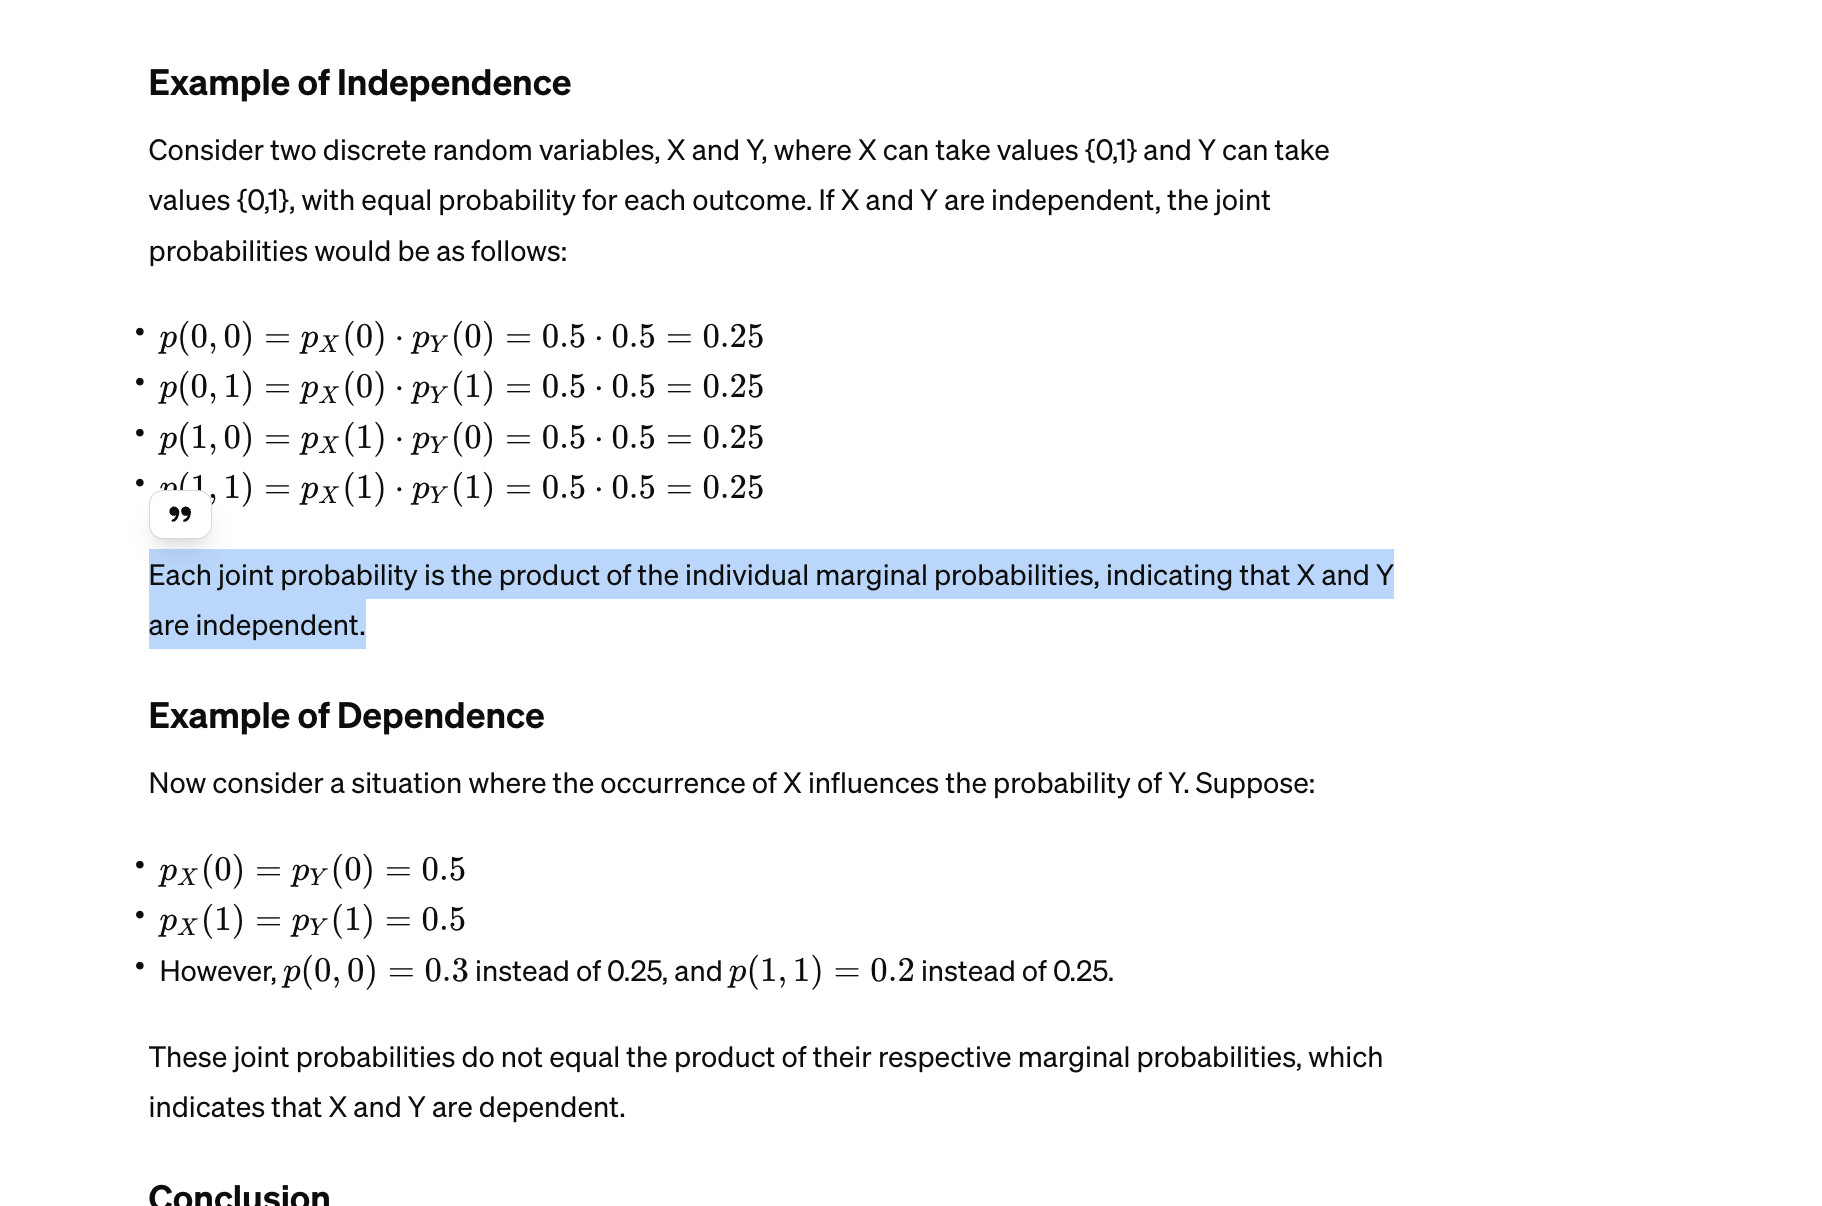 Example of Independence
Consider two discrete random variables, X and Y, where X can take values {0,1} and Y can take
values {0,1}, with equal probability for each outcome. If X and Y are independent, the joint
probabilities would be as follows:
• p(0, 0) = p_X(0) · p_Y(0) = 0.5 · 0.5 = 0.25
• p(0, 1) = p_X(0) · p_Y(1) = 0.5 · 0.5 = 0.25
• p(1, 0) = p_X(1) · p_Y(0) = 0.5 · 0.5 = 0.25
• p(1, 1) = p_X(1) · p_Y(1) = 0.5 · 0.5 = 0.25
Each joint probability is the product of the individual marginal probabilities, indicating that X and Y
are independent.
Example of Dependence
Now consider a situation where the occurrence of X influences the probability of Y. Suppose:
• p_X(0) = p_Y(0) = 0.5
• p_X(1) = p_Y(1) = 0.5
• However, p(0, 0) = 0.3 instead of 0.25, and p(1, 1) = 0.2 instead of 0.25.
These joint probabilities do not equal the product of their respective marginal probabilities, which
indicates that X and Y are dependent.
Conclusion